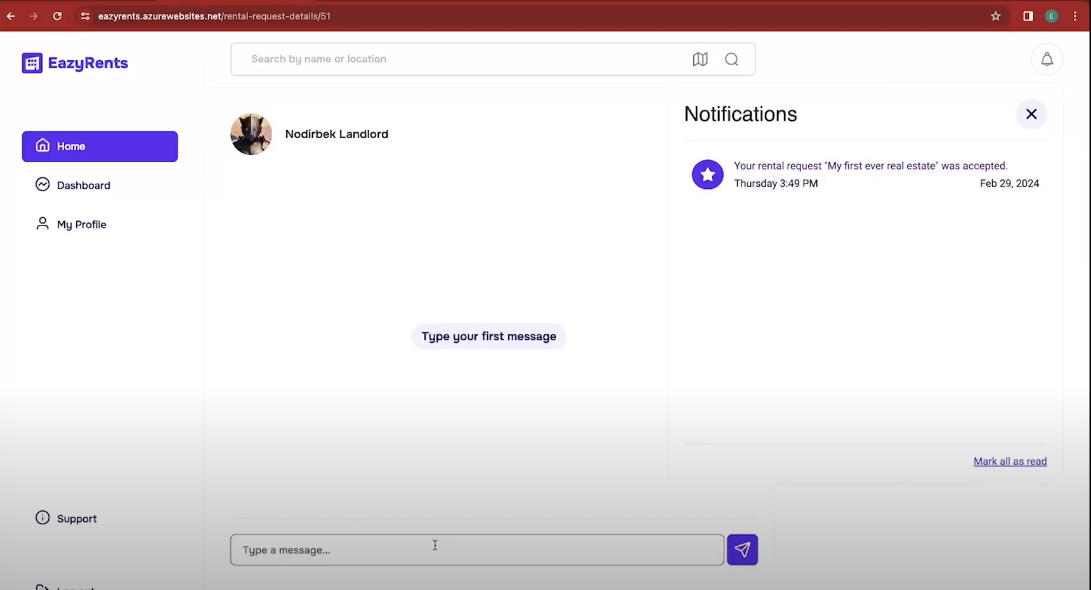 eazyrents.azurewebsites.net/rental-request-details/51
E
EazyRents
Search by name or location
Home
Dashboard
My Profile
Support
Nodirbek Landlord
Type your first message
Type a message...
Notifications
Your rental request "My first ever real estate" was accepted.
Thursday 3:49 PM Feb 29, 2024
Mark all as read